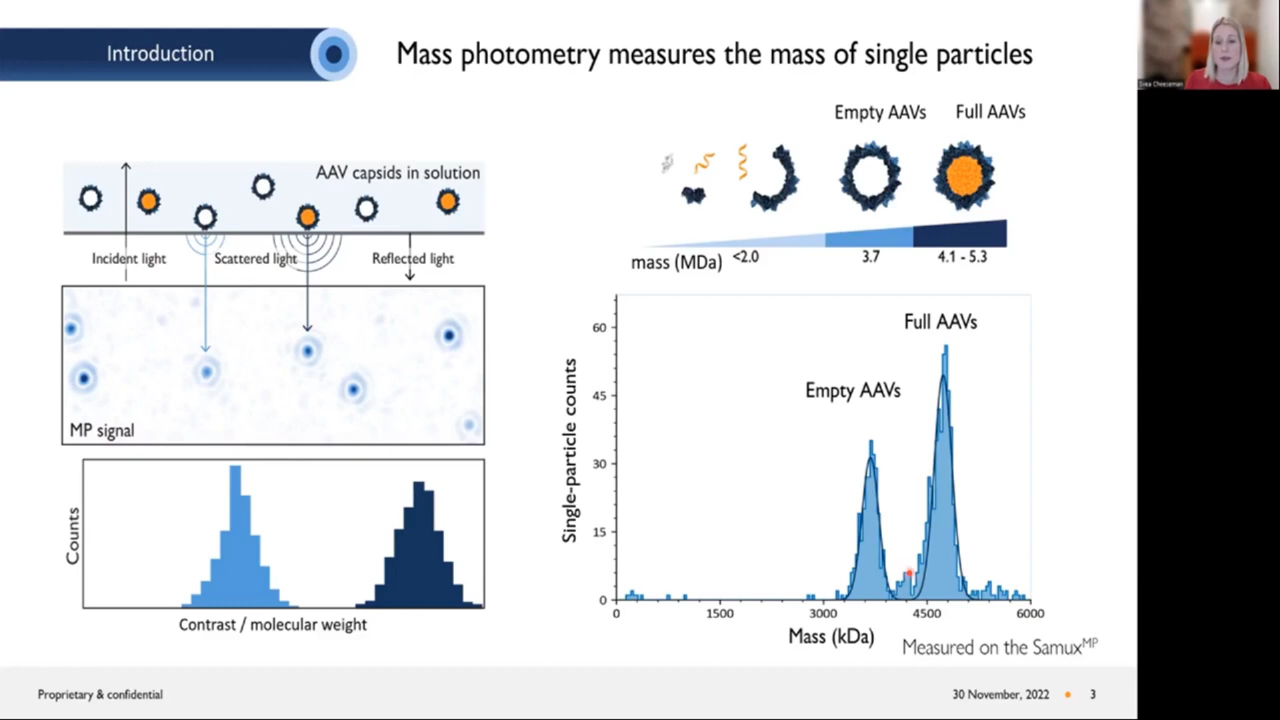 Introduction
Mass photometry measures the mass of single particles
AAV capsids in solution
Incident light
Scattered light
Reflected light
MP signal
Counts
Contrast / molecular weight
Empty AAVs
Full AAVs
mass (MDa)
<2.0
3.7
4.1 - 5.3
Single-particle counts
60
45
30
15
0
Empty AAVs
Full AAVs
0
1500
3000
4500
6000
Mass (kDa)
Measured on the SamuxMP
Proprietary & confidential
30 November, 2022
3
Cheeseman